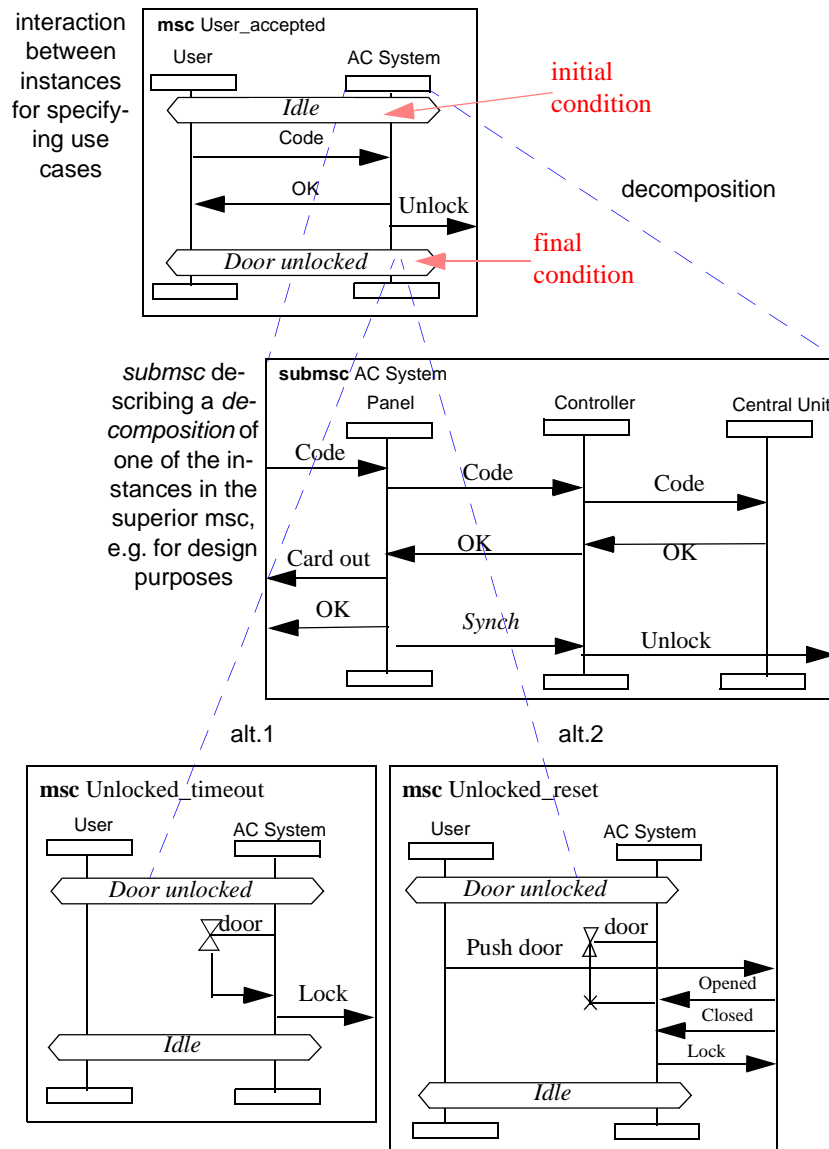 interaction
between
instances
for specify-
ing use
cases
msc User_accepted
User
AC System
Idle
initial
condition
Code
OK
Unlock
decomposition
Door unlocked
final
condition
submsc de-
scribing a de-
composition of
one of the in-
stances in the
superior msc,
e.g. for design
purposes
submsc AC System
Panel
Controller
Central Unit
Code
Code
Code
OK
OK
Card out
OK
Synch
Unlock
alt.1
alt.2
msc Unlocked_timeout
User
AC System
Door unlocked
door
Lock
Idle
msc Unlocked_reset
User
AC System
Door unlocked
door
Push door
Opened
Closed
Lock
Idle